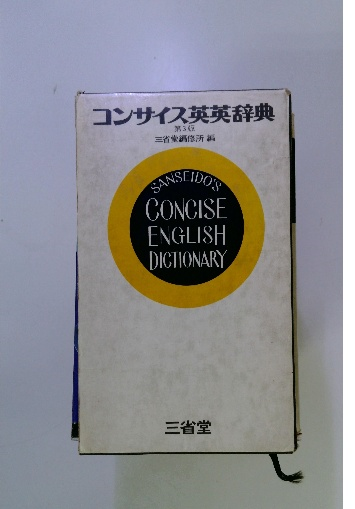 コンサイス英英辞典
第3版
三省堂編修所 編
SANSEIDO'S
CONCISE
ENGLISH
DICTIONARY
三省堂